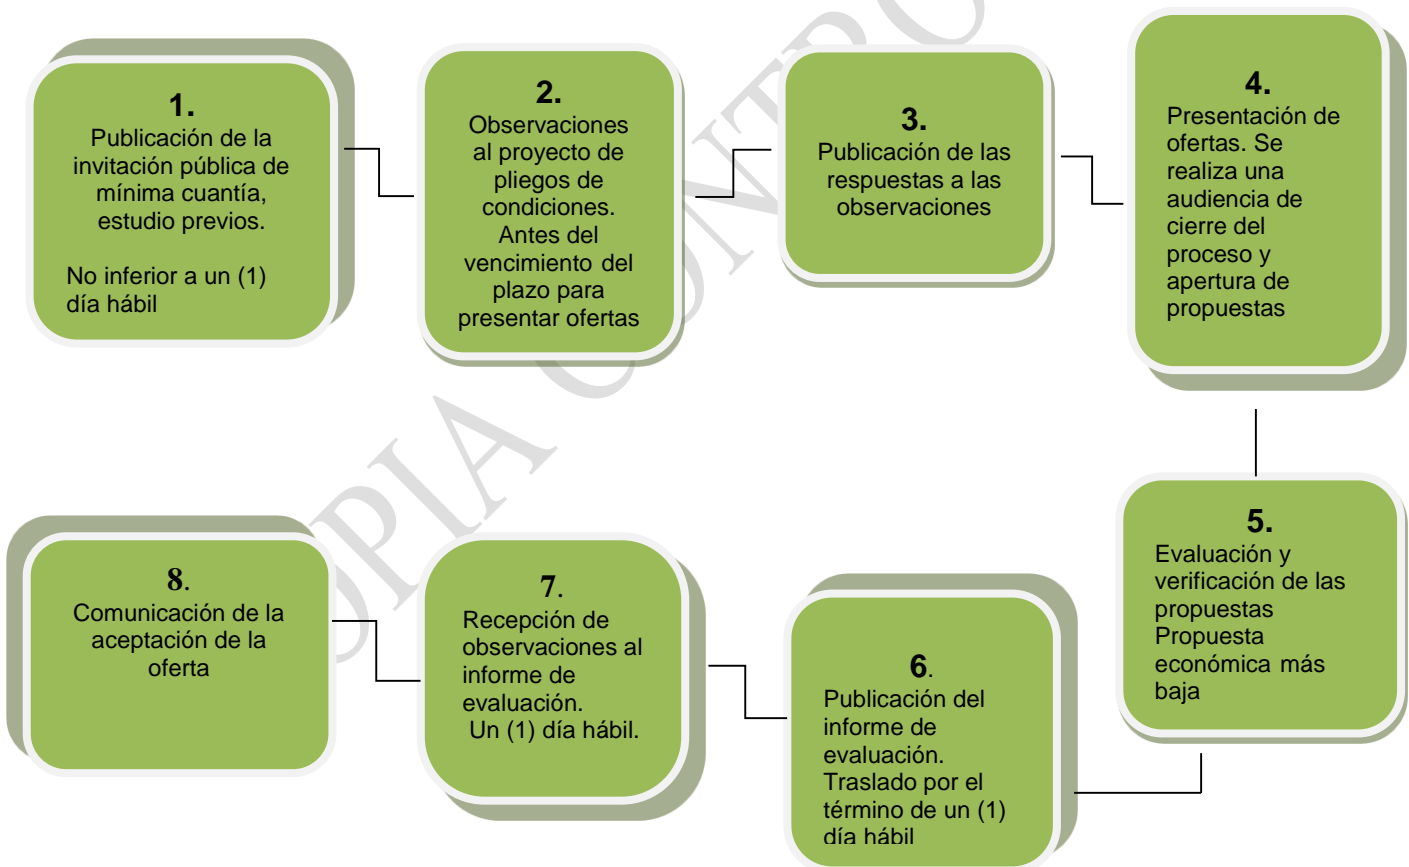 1.
Publicación de la
invitación pública de
mínima cuantía,
estudio previos.
No inferior a un (1)
día hábil
2.
Observaciones
al proyecto de
pliegos de
condiciones.
Antes del
vencimiento del
plazo para
presentar ofertas
3.
Publicación de las
respuestas a las
observaciones
4.
Presentación de
ofertas. Se
realiza una
audiencia de
cierre del
proceso y
apertura de
propuestas
5.
Evaluación y
verificación de las
propuestas
Propuesta
económica más
baja
6.
Publicación del
informe de
evaluación.
Traslado por el
término de un (1)
día hábil
7.
Recepción de
observaciones al
informe de
evaluación.
Un (1) día hábil.
8.
Comunicación de la
aceptación de la
oferta